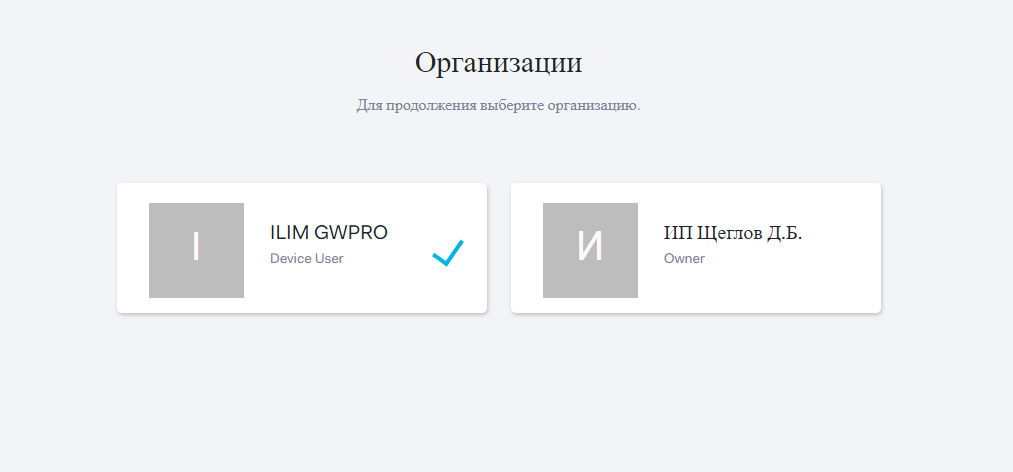 Организации
Для продолжения выберите организацию.
I
ILIM GWPRO
Device User
И
ИП Щеглов Д.Б.
Owner